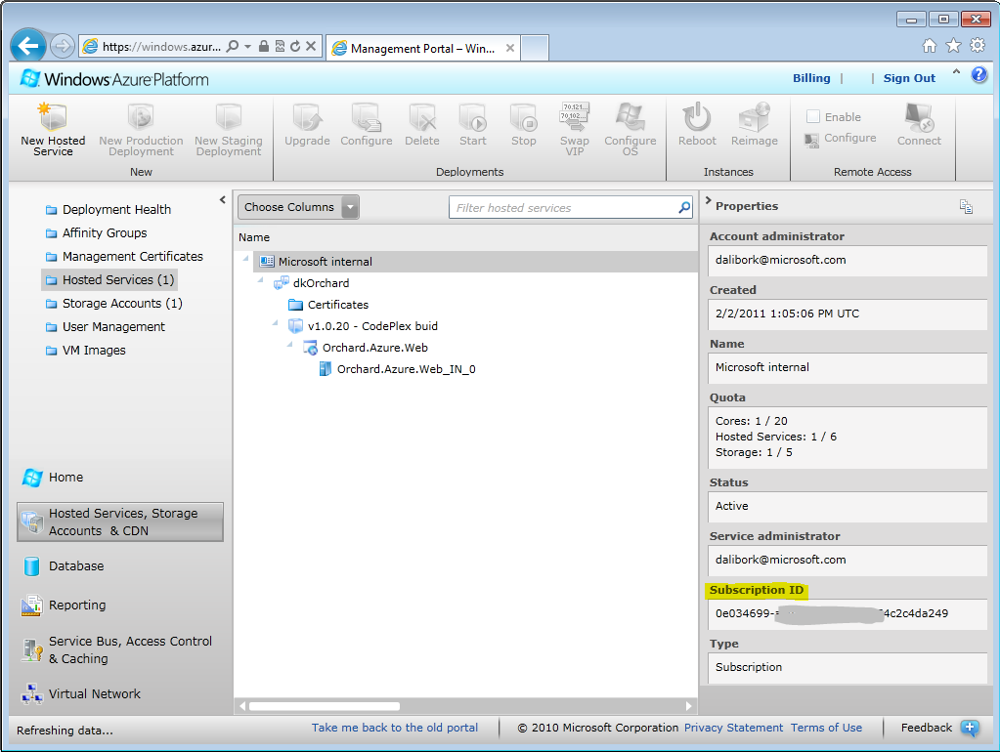 https://windows.azur...
Management Portal – Win...
Windows Azure Platform
Billing | | Sign Out
New Hosted Service
New Production Deployment
New Staging Deployment
New
Upgrade
Configure
Delete
Start
Stop
Swap VIP
Configure OS
Deployments
Reboot
Reimage
Instances
Enable
Configure
Connect
Remote Access
Deployment Health
Affinity Groups
Management Certificates
Hosted Services (1)
Storage Accounts (1)
User Management
VM Images
Home
Hosted Services, Storage
Accounts & CDN
Database
Reporting
Service Bus, Access Control
& Caching
Virtual Network
Choose Columns
Filter hosted services
Name
Microsoft internal
dkOrchard
Certificates
v1.0.20 - CodePlex buid
Orchard.Azure.Web
Orchard.Azure.Web_IN_0
Properties
Account administrator
dalibork@microsoft.com
Created
2/2/2011 1:05:06 PM UTC
Name
Microsoft internal
Quota
Cores: 1 / 20
Hosted Services: 1 / 6
Storage: 1 / 5
Status
Active
Service administrator
dalibork@microsoft.com
Subscription ID
0e034699- 4c2c4da249
Type
Subscription
Refreshing data...
Take me back to the old portal
© 2010 Microsoft Corporation Privacy Statement Terms of Use
Feedback